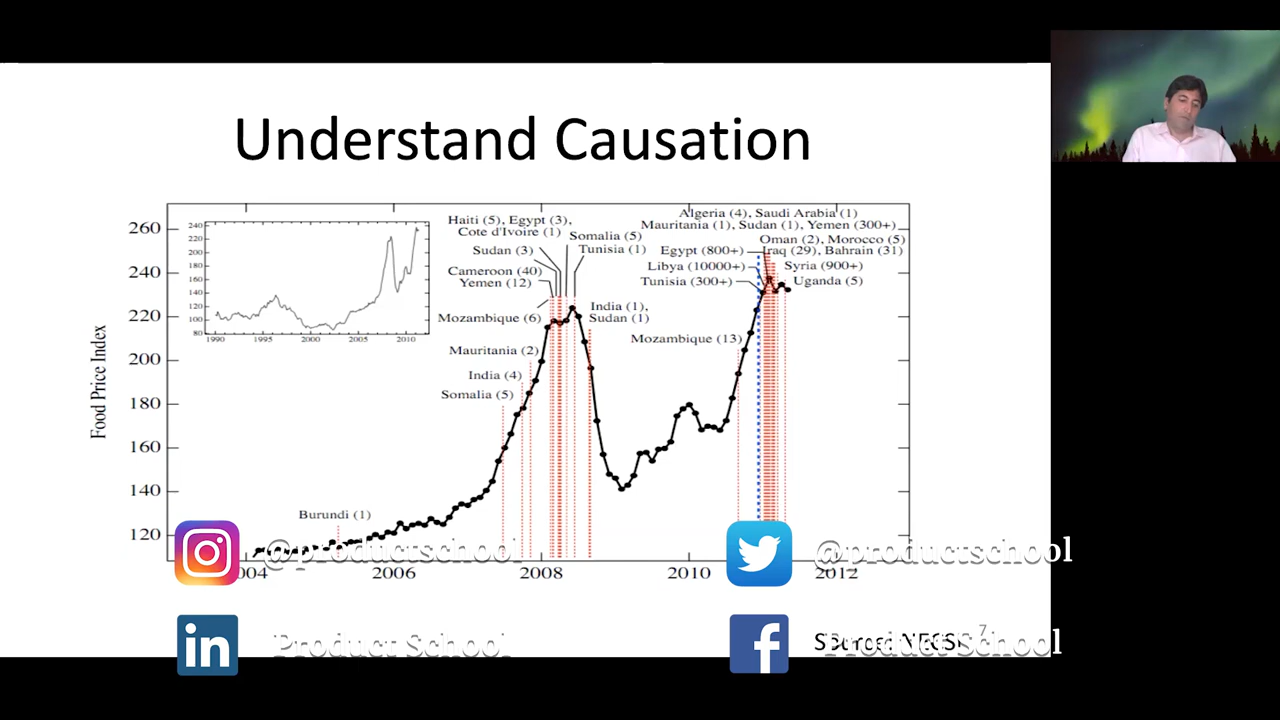 Understand Causation
Food Price Index
260
240
220
200
180
160
140
120
240
220
200
180
160
140
120
100
80
1990
1995
2000
2005
2010
Haiti (5), Egypt (3),
Cote d'Ivoire (1)
Sudan (3)
Cameroon (40)
Yemen (12)
Mozambique (6)
Mauritania (2)
India (4)
Somalia (5)
Burundi (1)
Somalia (5)
Tunisia (1)
India (1),
Sudan (1)
Algeria (4), Saudi Arabia (1)
Mauritania (1), Sudan (1), Yemen (300+)
Oman (2), Morocco (5)
Egypt (800+)
Iraq (29), Bahrain (31)
Libya (10000+)
Syria (900+)
Tunisia (300+)
Uganda (5)
Mozambique (13)
@productschool
@productschool
2006
2008
2010
2012
in
Product School
f
Product School
7